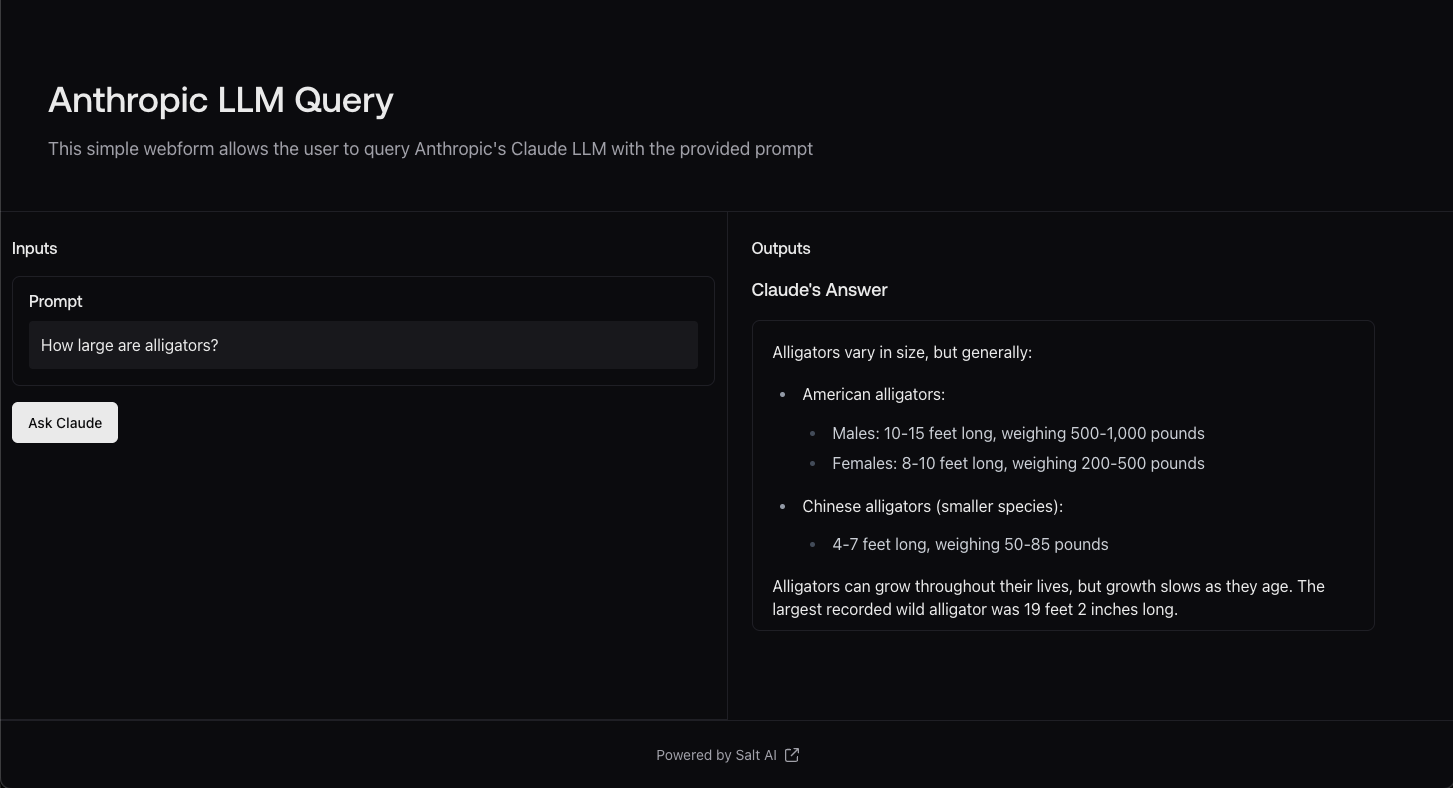 Anthropic LLM Query
This simple webform allows the user to query Anthropic's Claude LLM with the provided prompt
Inputs
Prompt
How large are alligators?
Ask Claude
Outputs
Claude's Answer
Alligators vary in size, but generally:
American alligators:
Males: 10-15 feet long, weighing 500-1,000 pounds
Females: 8-10 feet long, weighing 200-500 pounds
Chinese alligators (smaller species):
4-7 feet long, weighing 50-85 pounds
Alligators can grow throughout their lives, but growth slows as they age. The
largest recorded wild alligator was 19 feet 2 inches long.
Powered by Salt AI